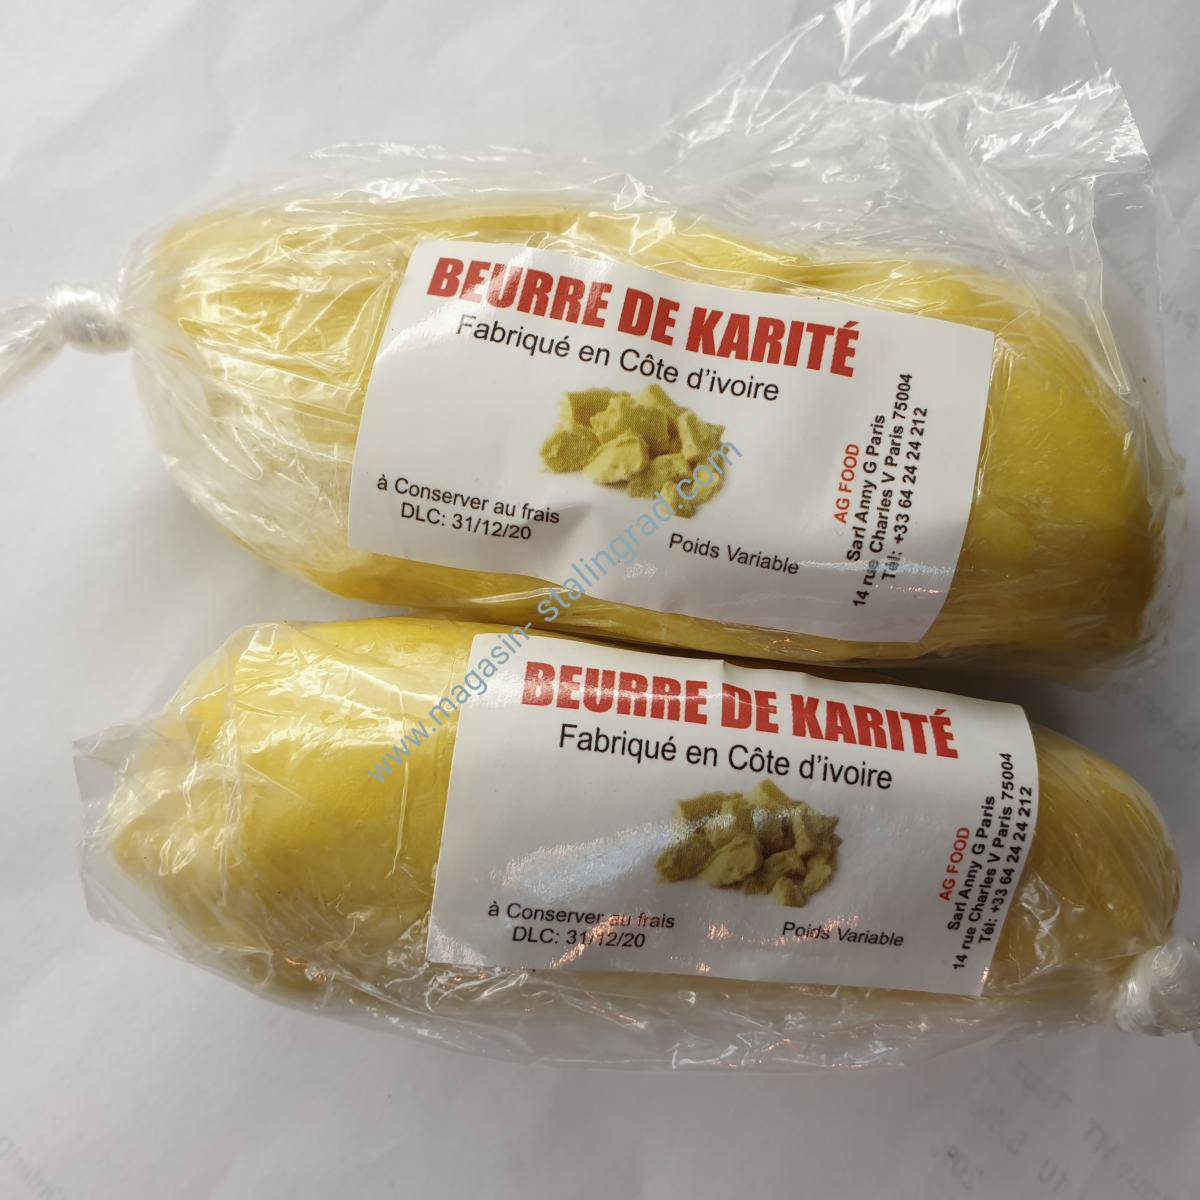 BEURRE DE KARITÉ
Fabriqué en Côte d'ivoire
à Conserver au frais
DLC: 31/12/20
Poids Variable
AG FOOD
Sarl Anny G Paris
14 rue Charles V Paris 75004
Tél: +33 64 24 24 212
www.magasin-stalingrad.com
BEURRE DE KARITÉ
Fabriqué en Côte d'ivoire
à Conserver au frais
DLC: 31/12/20
Poids Variable
AG FOOD
Sarl Anny G Paris
14 rue Charles V Paris 75004
Tél: +33 64 24 24 212